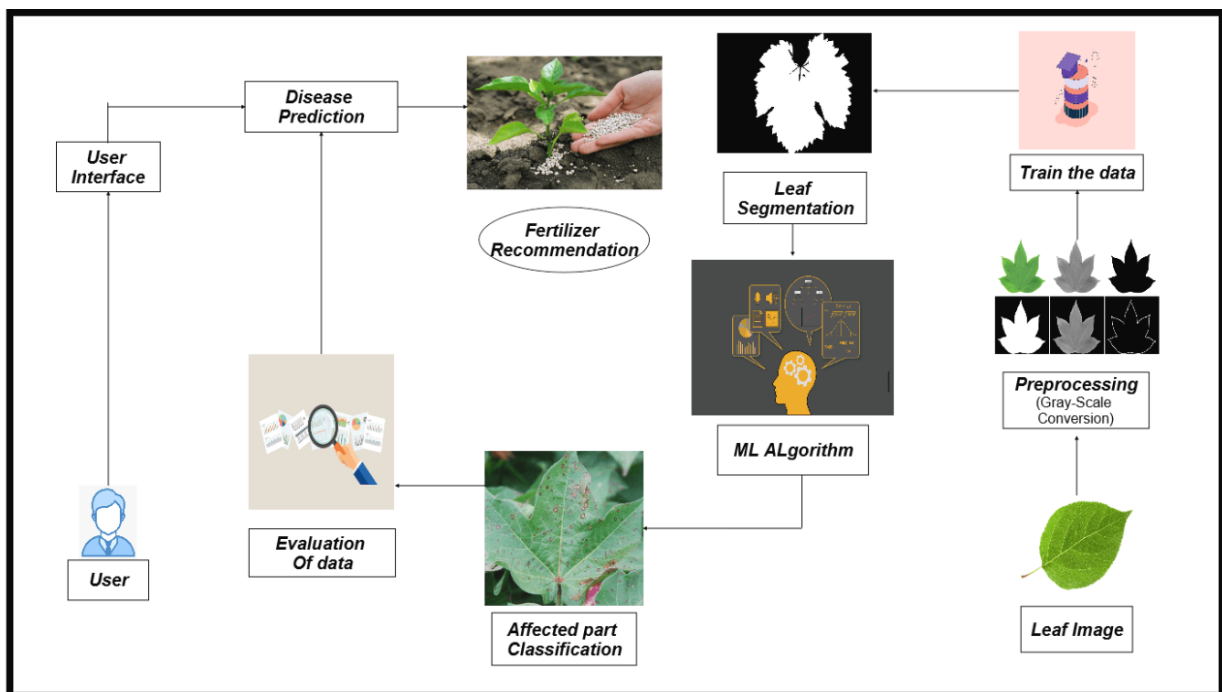 Disease
Prediction
User
Interface
Fertilizer
Recommendation
Leaf
Segmentation
Train the data
Preprocessing
(Gray-Scale
Conversion)
ML ALgorithm
Evaluation
Of data
User
Affected part
Classification
Leaf Image